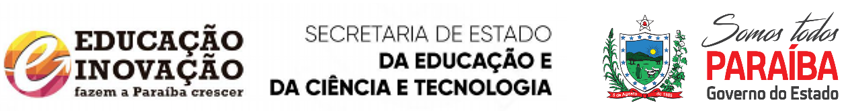 EDUCAÇÃO
INOVAÇÃO
fazem a Paraíba crescer
SECRETARIA DE ESTADO
DA EDUCAÇÃO E
DA CIÊNCIA E TECNOLOGIA
Somos todos
PARAÍBA
Governo do Estado